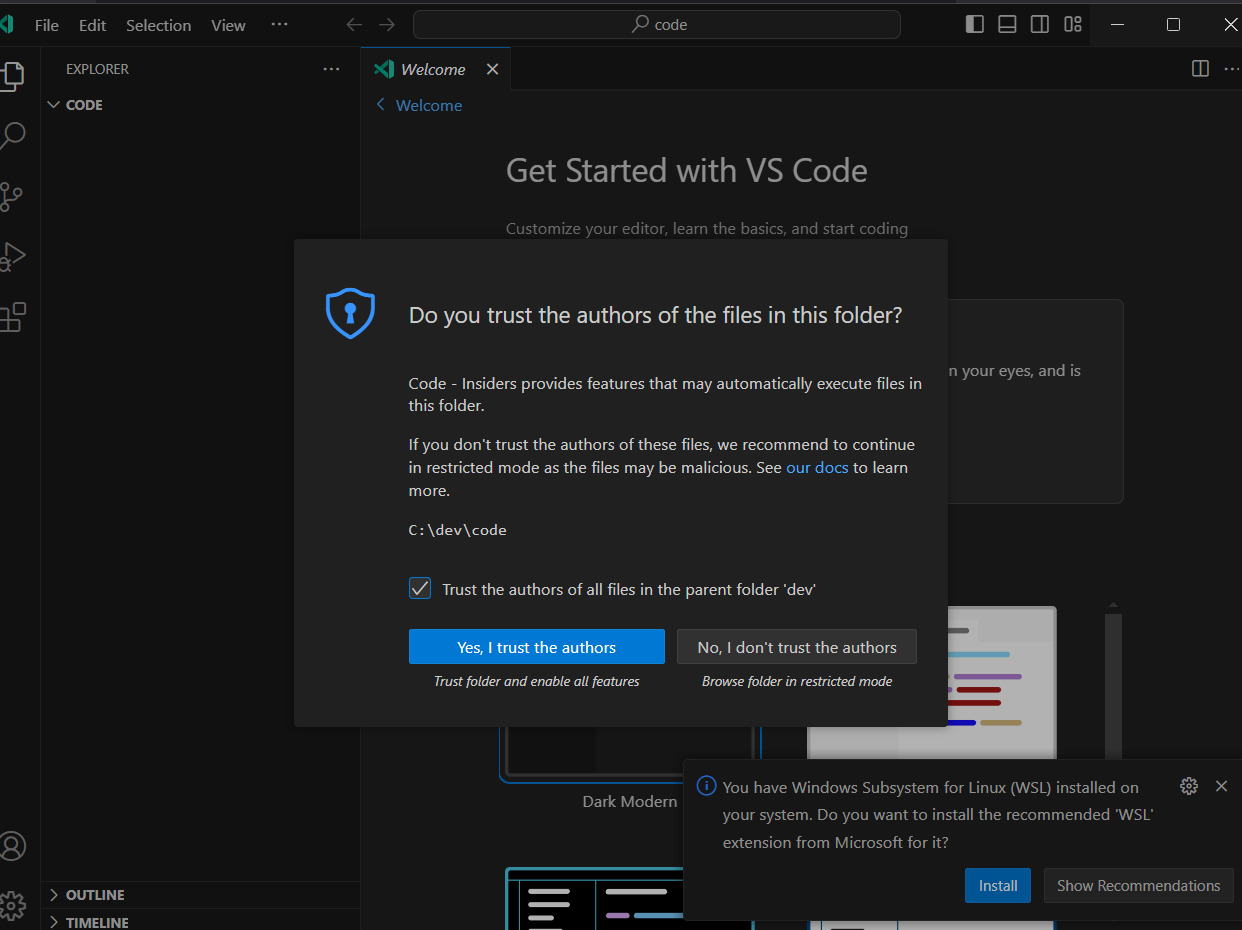 File Edit Selection View ... code
EXPLORER ...
CODE
Welcome
Welcome
Get Started with VS Code
Customize your editor, learn the basics, and start coding
n your eyes, and is
Do you trust the authors of the files in this folder?
Code - Insiders provides features that may automatically execute files in
this folder.
If you don't trust the authors of these files, we recommend to continue
in restricted mode as the files may be malicious. See our docs to learn
more.
C:\dev\code
Trust the authors of all files in the parent folder 'dev'
Yes, I trust the authors
No, I don't trust the authors
Trust folder and enable all features
Browse folder in restricted mode
Dark Modern
You have Windows Subsystem for Linux (WSL) installed on
your system. Do you want to install the recommended 'WSL'
extension from Microsoft for it?
Install
Show Recommendations
OUTLINE
TIMELINE